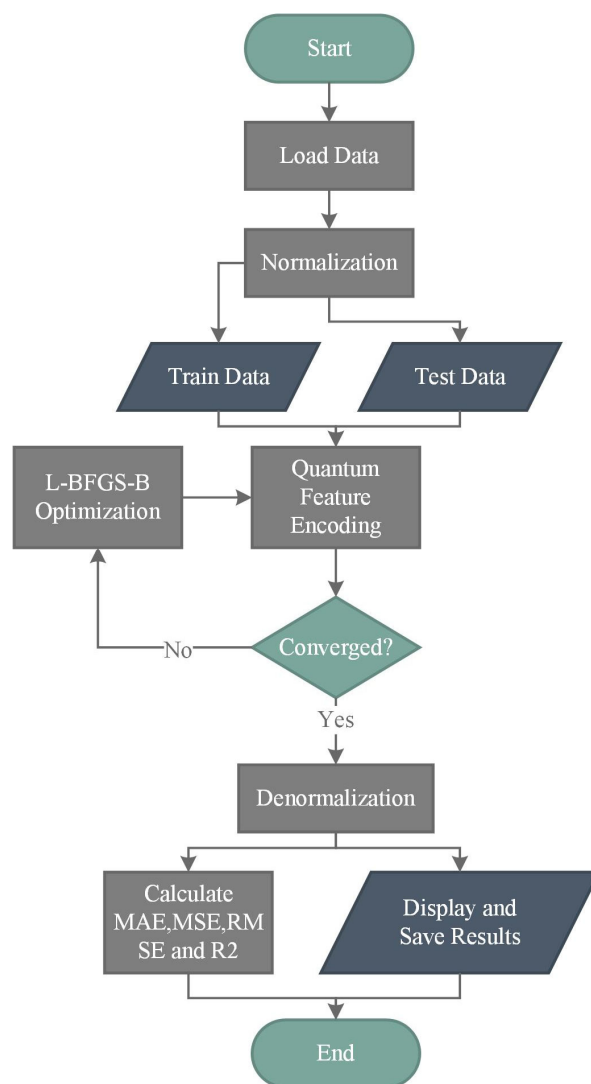 Start
Load Data
Normalization
Train Data
Test Data
L-BFGS-B
Optimization
Quantum
Feature
Encoding
Converged?
No
Yes
Denormalization
Calculate
MAE,MSE,RM
SE and R2
Display and
Save Results
End